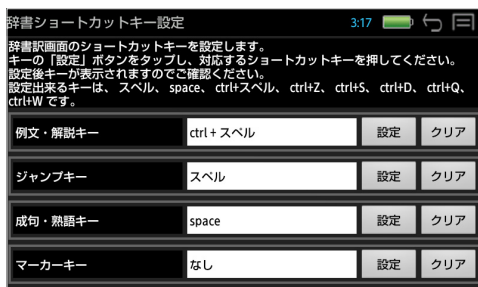 辞書ショートカットキー設定 3:17
辞書訳画面のショートカットキーを設定します。
キーの「設定」ボタンをタップし、対応するショートカットキーを押してください。
設定後キーが表示されますのでご確認ください。
設定出来るキーは、 スペル、 space、 ctrl+スペル、 ctrl+Z、 ctrl+S、 ctrl+D、 ctrl+Q、
ctrl+W です。
例文・解説キー ctrl + スペル 設定 クリア
ジャンプキー スペル 設定 クリア
成句・熟語キー space 設定 クリア
マーカーキー なし 設定 クリア